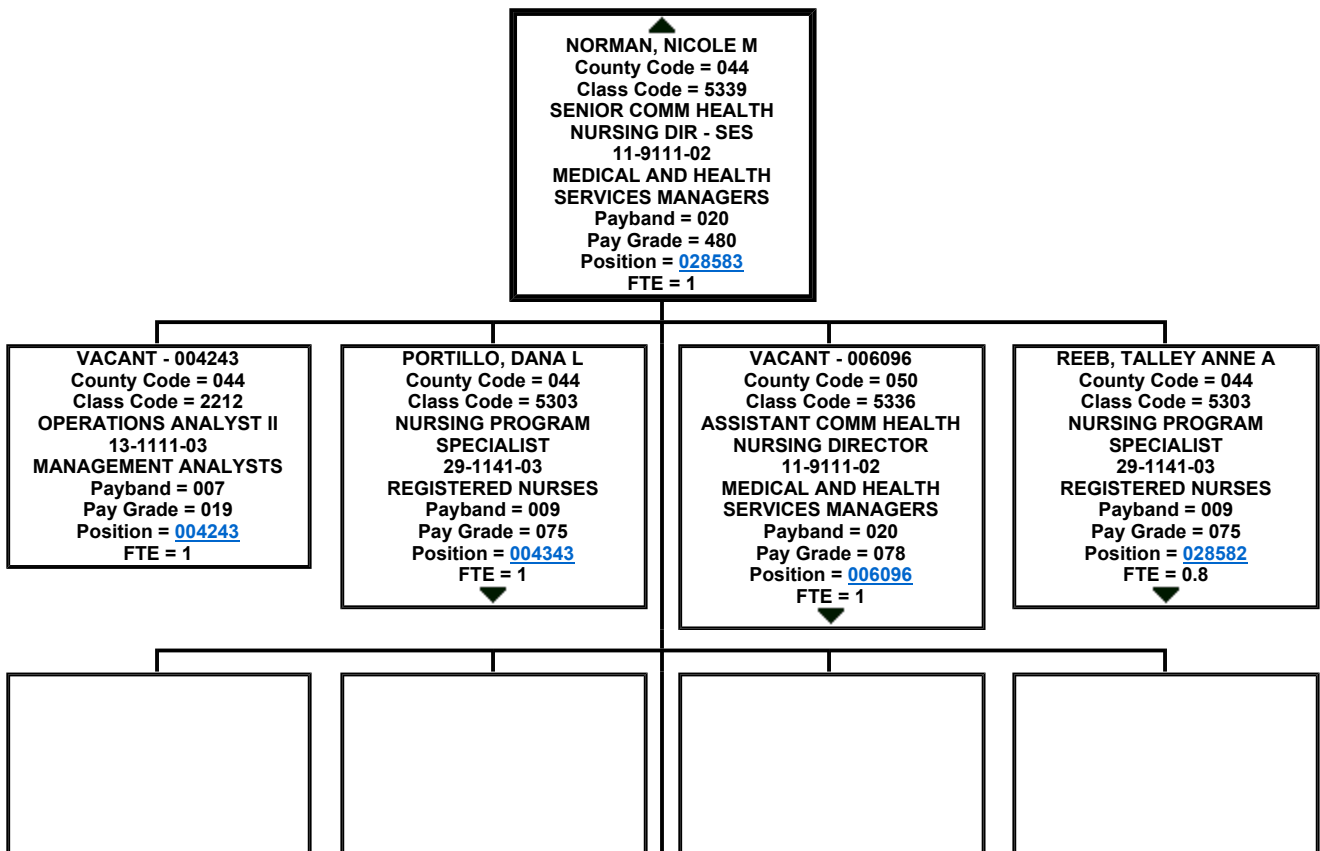 NORMAN, NICOLE M
County Code = 044
Class Code = 5339
SENIOR COMM HEALTH
NURSING DIR - SES
11-9111-02
MEDICAL AND HEALTH
SERVICES MANAGERS
Payband = 020
Pay Grade = 480
Position = 028583
FTE = 1
VACANT - 004243
County Code = 044
Class Code = 2212
OPERATIONS ANALYST II
13-1111-03
MANAGEMENT ANALYSTS
Payband = 007
Pay Grade = 019
Position = 004243
FTE = 1
PORTILLO, DANA L
County Code = 044
Class Code = 5303
NURSING PROGRAM
SPECIALIST
29-1141-03
REGISTERED NURSES
Payband = 009
Pay Grade = 075
Position = 004343
FTE = 1
VACANT - 006096
County Code = 050
Class Code = 5336
ASSISTANT COMM HEALTH
NURSING DIRECTOR
11-9111-02
MEDICAL AND HEALTH
SERVICES MANAGERS
Payband = 020
Pay Grade = 078
Position = 006096
FTE = 1
REEB, TALLEY ANNE A
County Code = 044
Class Code = 5303
NURSING PROGRAM
SPECIALIST
29-1141-03
REGISTERED NURSES
Payband = 009
Pay Grade = 075
Position = 028582
FTE = 0.8